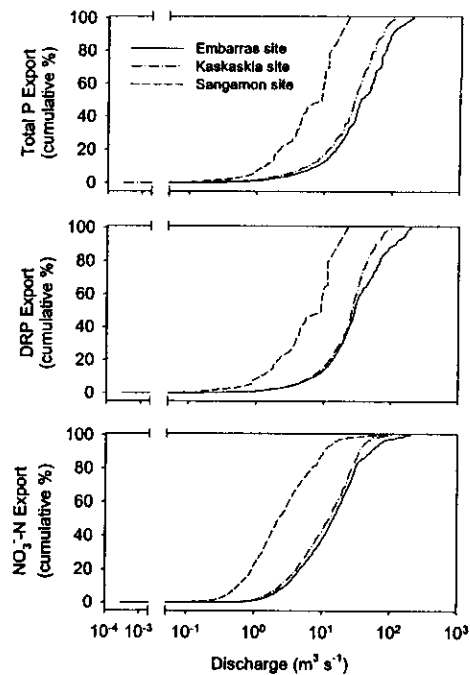 100
80
60
40
20
0
Total P Export
(cumulative %)
Embarras site
Kaskaskia site
Sangamon site
100
80
60
40
20
0
DRP Export
(cumulative %)
100
80
60
40
20
0
NO₃⁻-N Export
(cumulative %)
10⁻⁴ 10⁻³ 10⁻¹ 10⁰ 10¹ 10² 10³
Discharge (m³ s⁻¹)